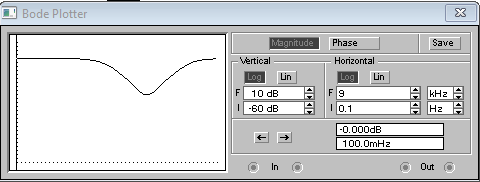 Bode Plotter
Magnitude Phase Save
Vertical Horizontal
Log Lin Log Lin
F 10 dB F 9 kHz
I -60 dB I 0.1 Hz
← → -0.000dB
100.0mHz
In Out